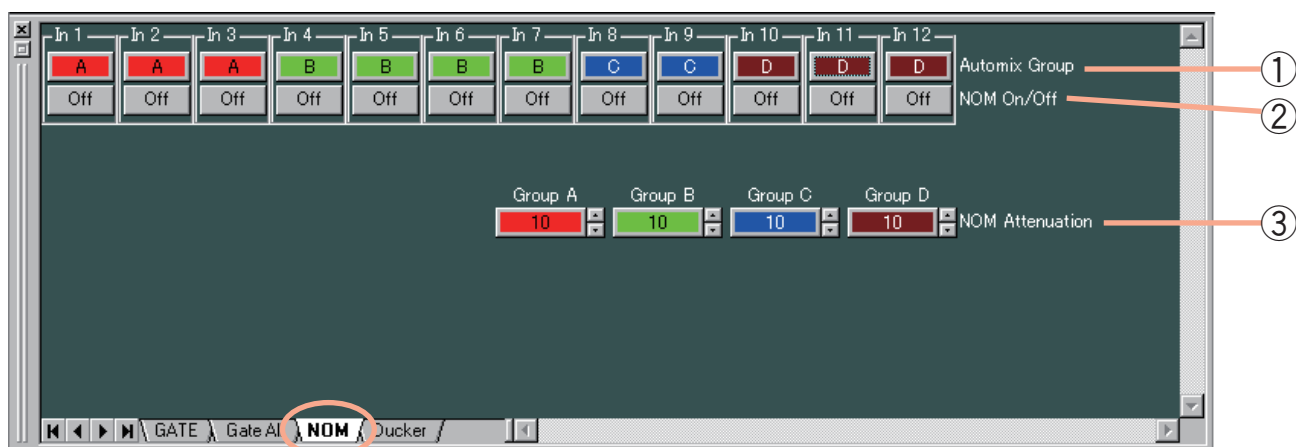 In 1 In 2 In 3 In 4 In 5 In 6 In 7 In 8 In 9 In 10 In 11 In 12
A A A B B B B C C D D D Automix Group ①
Off Off Off Off Off Off Off Off Off Off Off Off NOM On/Off ②
Group A Group B Group C Group D
10 10 10 10 NOM Attenuation ③
GATE Gate Al NOM Ducker